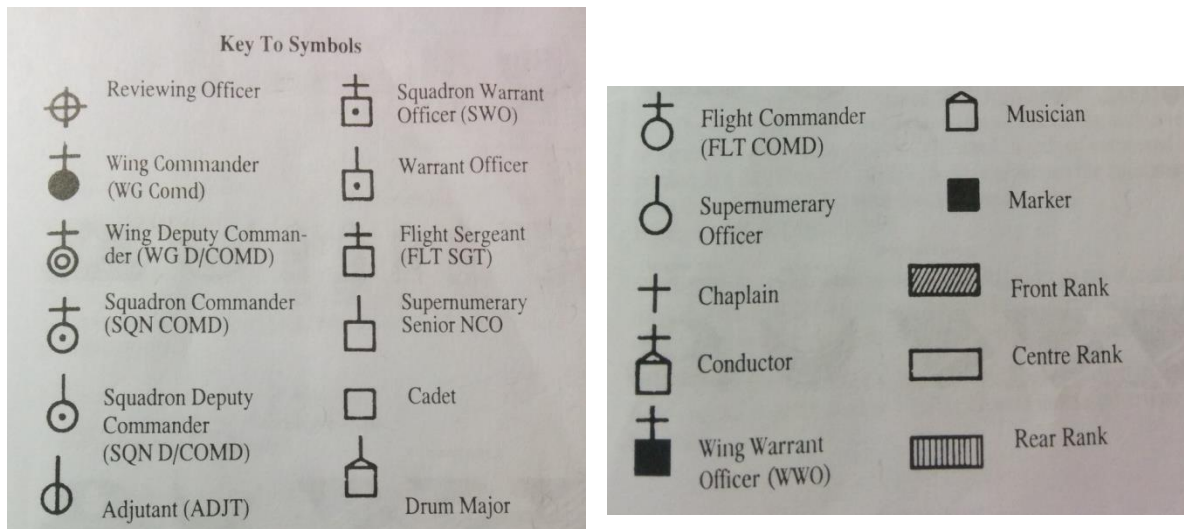 Key To Symbols
Reviewing Officer
Wing Commander
(WG Comd)
Wing Deputy Comman-
der (WG D/COMD)
Squadron Commander
(SQN COMD)
Squadron Deputy
Commander
(SQN D/COMD)
Adjutant (ADJT)
Squadron Warrant
Officer (SWO)
Warrant Officer
Flight Sergeant
(FLT SGT)
Supernumerary
Senior NCO
Cadet
Drum Major
Flight Commander
(FLT COMD)
Supernumerary
Officer
Chaplain
Conductor
Wing Warrant
Officer (WWO)
Musician
Marker
Front Rank
Centre Rank
Rear Rank